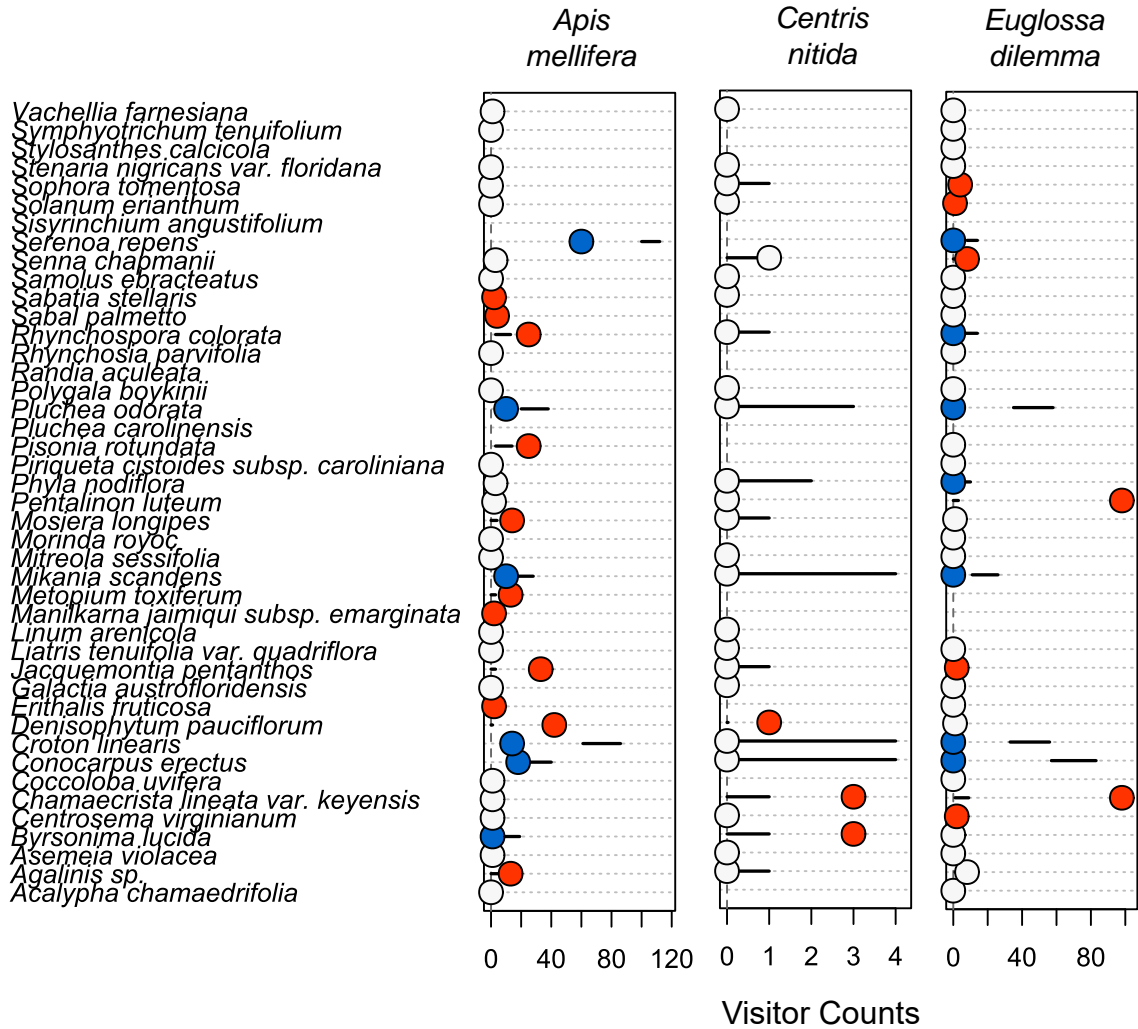 Apis
mellifera
Centris
nitida
Euglossa
dilemma
Vachellia farnesiana
Symphyotrichum tenuifolium
Stylosanthes calcicola
Stenaria nigricans var. floridana
Sophora tomentosa
Solanum erianthum
Sisyrinchium angustifolium
Serenoa repens
Senna chapmanii
Samolus ebracteatus
Sabatia stellaris
Sabal palmetto
Rhynchospora colorata
Rhynchosia parvifolia
Randia aculeata
Polygala boykinii
Pluchea odorata
Pluchea carolinensis
Pisonia rotundata
Piriqueta cistoides subsp. caroliniana
Phyla nodiflora
Pentalinon luteum
Mosiera longipes
Morinda royoc
Mitreola sessifolia
Mikania scandens
Metopium toxiferum
Manilkarna jaimiqui subsp. emarginata
Linum arenicola
Liatris tenuifolia var. quadriflora
Jacquemontia pentanthos
Galactia austrofloridensis
Erithalis fruticosa
Denisophytum pauciflorum
Croton linearis
Conocarpus erectus
Coccoloba uvifera
Chamaecrista lineata var. keyensis
Centrosema virginianum
Byrsonima lucida
Asemeia violacea
Agalinis sp.
Acalypha chamaedrifolia
0 40 80 120
0 1 2 3 4
0 40 80
Visitor Counts